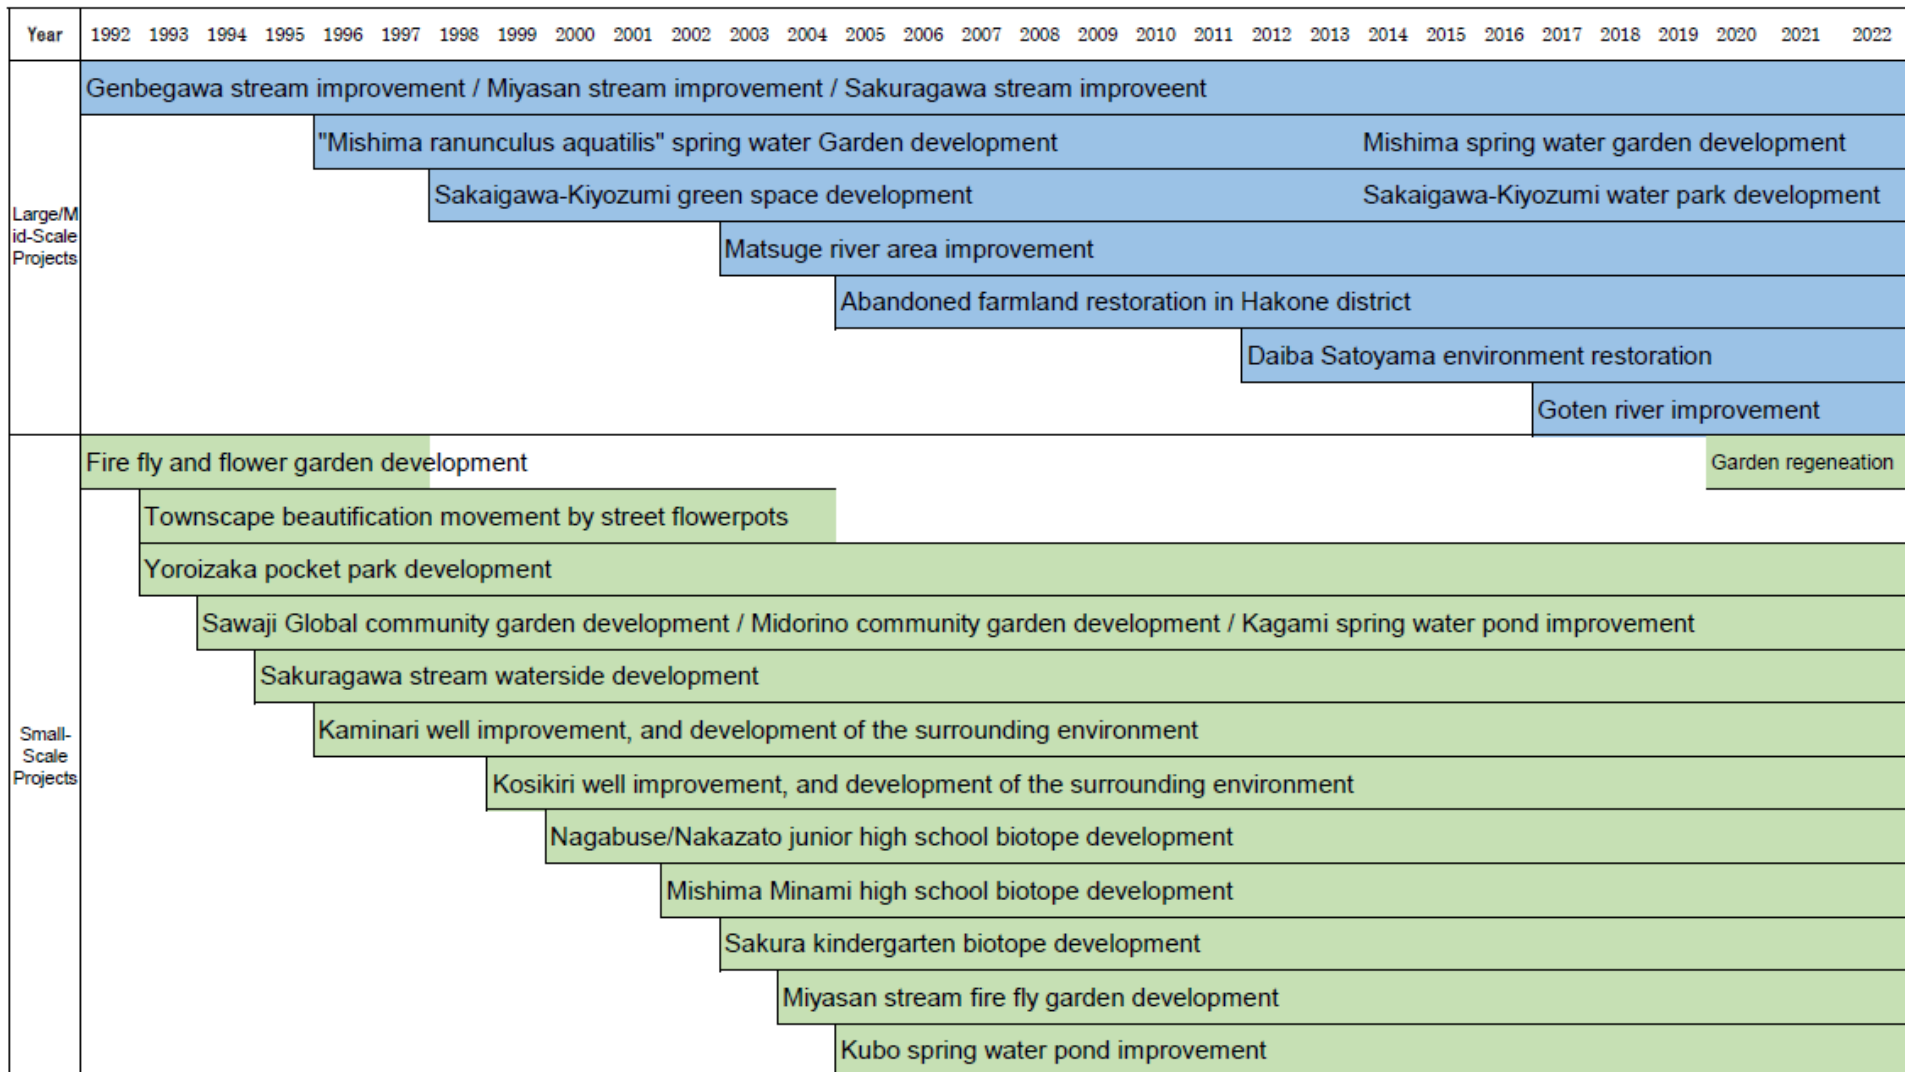 Year 1992 1993 1994 1995 1996 1997 1998 1999 2000 2001 2002 2003 2004 2005 2006 2007 2008 2009 2010 2011 2012 2013 2014 2015 2016 2017 2018 2019 2020 2021 2022
Large/M
id-Scale
Projects
Genbegawa stream improvement / Miyasan stream improvement / Sakuragawa stream improveent
"Mishima ranunculus aquatilis" spring water Garden development Mishima spring water garden development
Sakaigawa-Kiyozumi green space development Sakaigawa-Kiyozumi water park development
Matsuge river area improvement
Abandoned farmland restoration in Hakone district
Daiba Satoyama environment restoration
Goten river improvement
Small-
Scale
Projects
Fire fly and flower garden development Garden regeneation
Townscape beautification movement by street flowerpots
Yoroizaka pocket park development
Sawaji Global community garden development / Midorino community garden development / Kagami spring water pond improvement
Sakuragawa stream waterside development
Kaminari well improvement, and development of the surrounding environment
Kosikiri well improvement, and development of the surrounding environment
Nagabuse/Nakazato junior high school biotope development
Mishima Minami high school biotope development
Sakura kindergarten biotope development
Miyasan stream fire fly garden development
Kubo spring water pond improvement